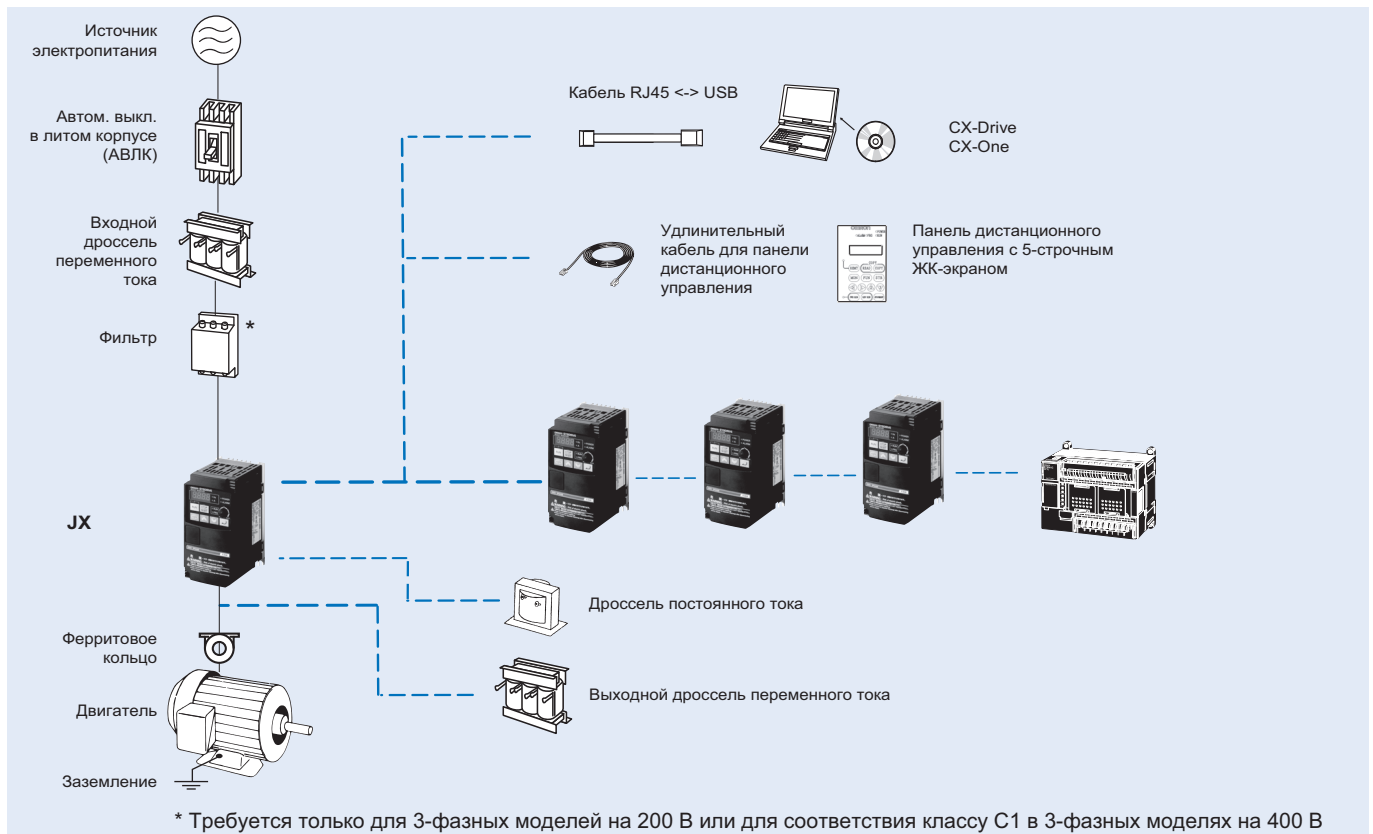 Источник
электропитания
Автом. выкл.
в литом корпусе
(АВЛК)
Входной
дроссель
переменного
тока
Фильтр
*
JX
Ферритовое
кольцо
Двигатель
Заземление
Кабель RJ45 <-> USB
CX-Drive
CX-One
Удлинительный
кабель для панели
дистанционного
управления
Панель дистанционного
управления с 5-строчным
ЖК-экраном
Дроссель постоянного тока
Выходной дроссель переменного тока
* Требуется только для 3-фазных моделей на 200 В или для соответствия классу C1 в 3-фазных моделях на 400 В